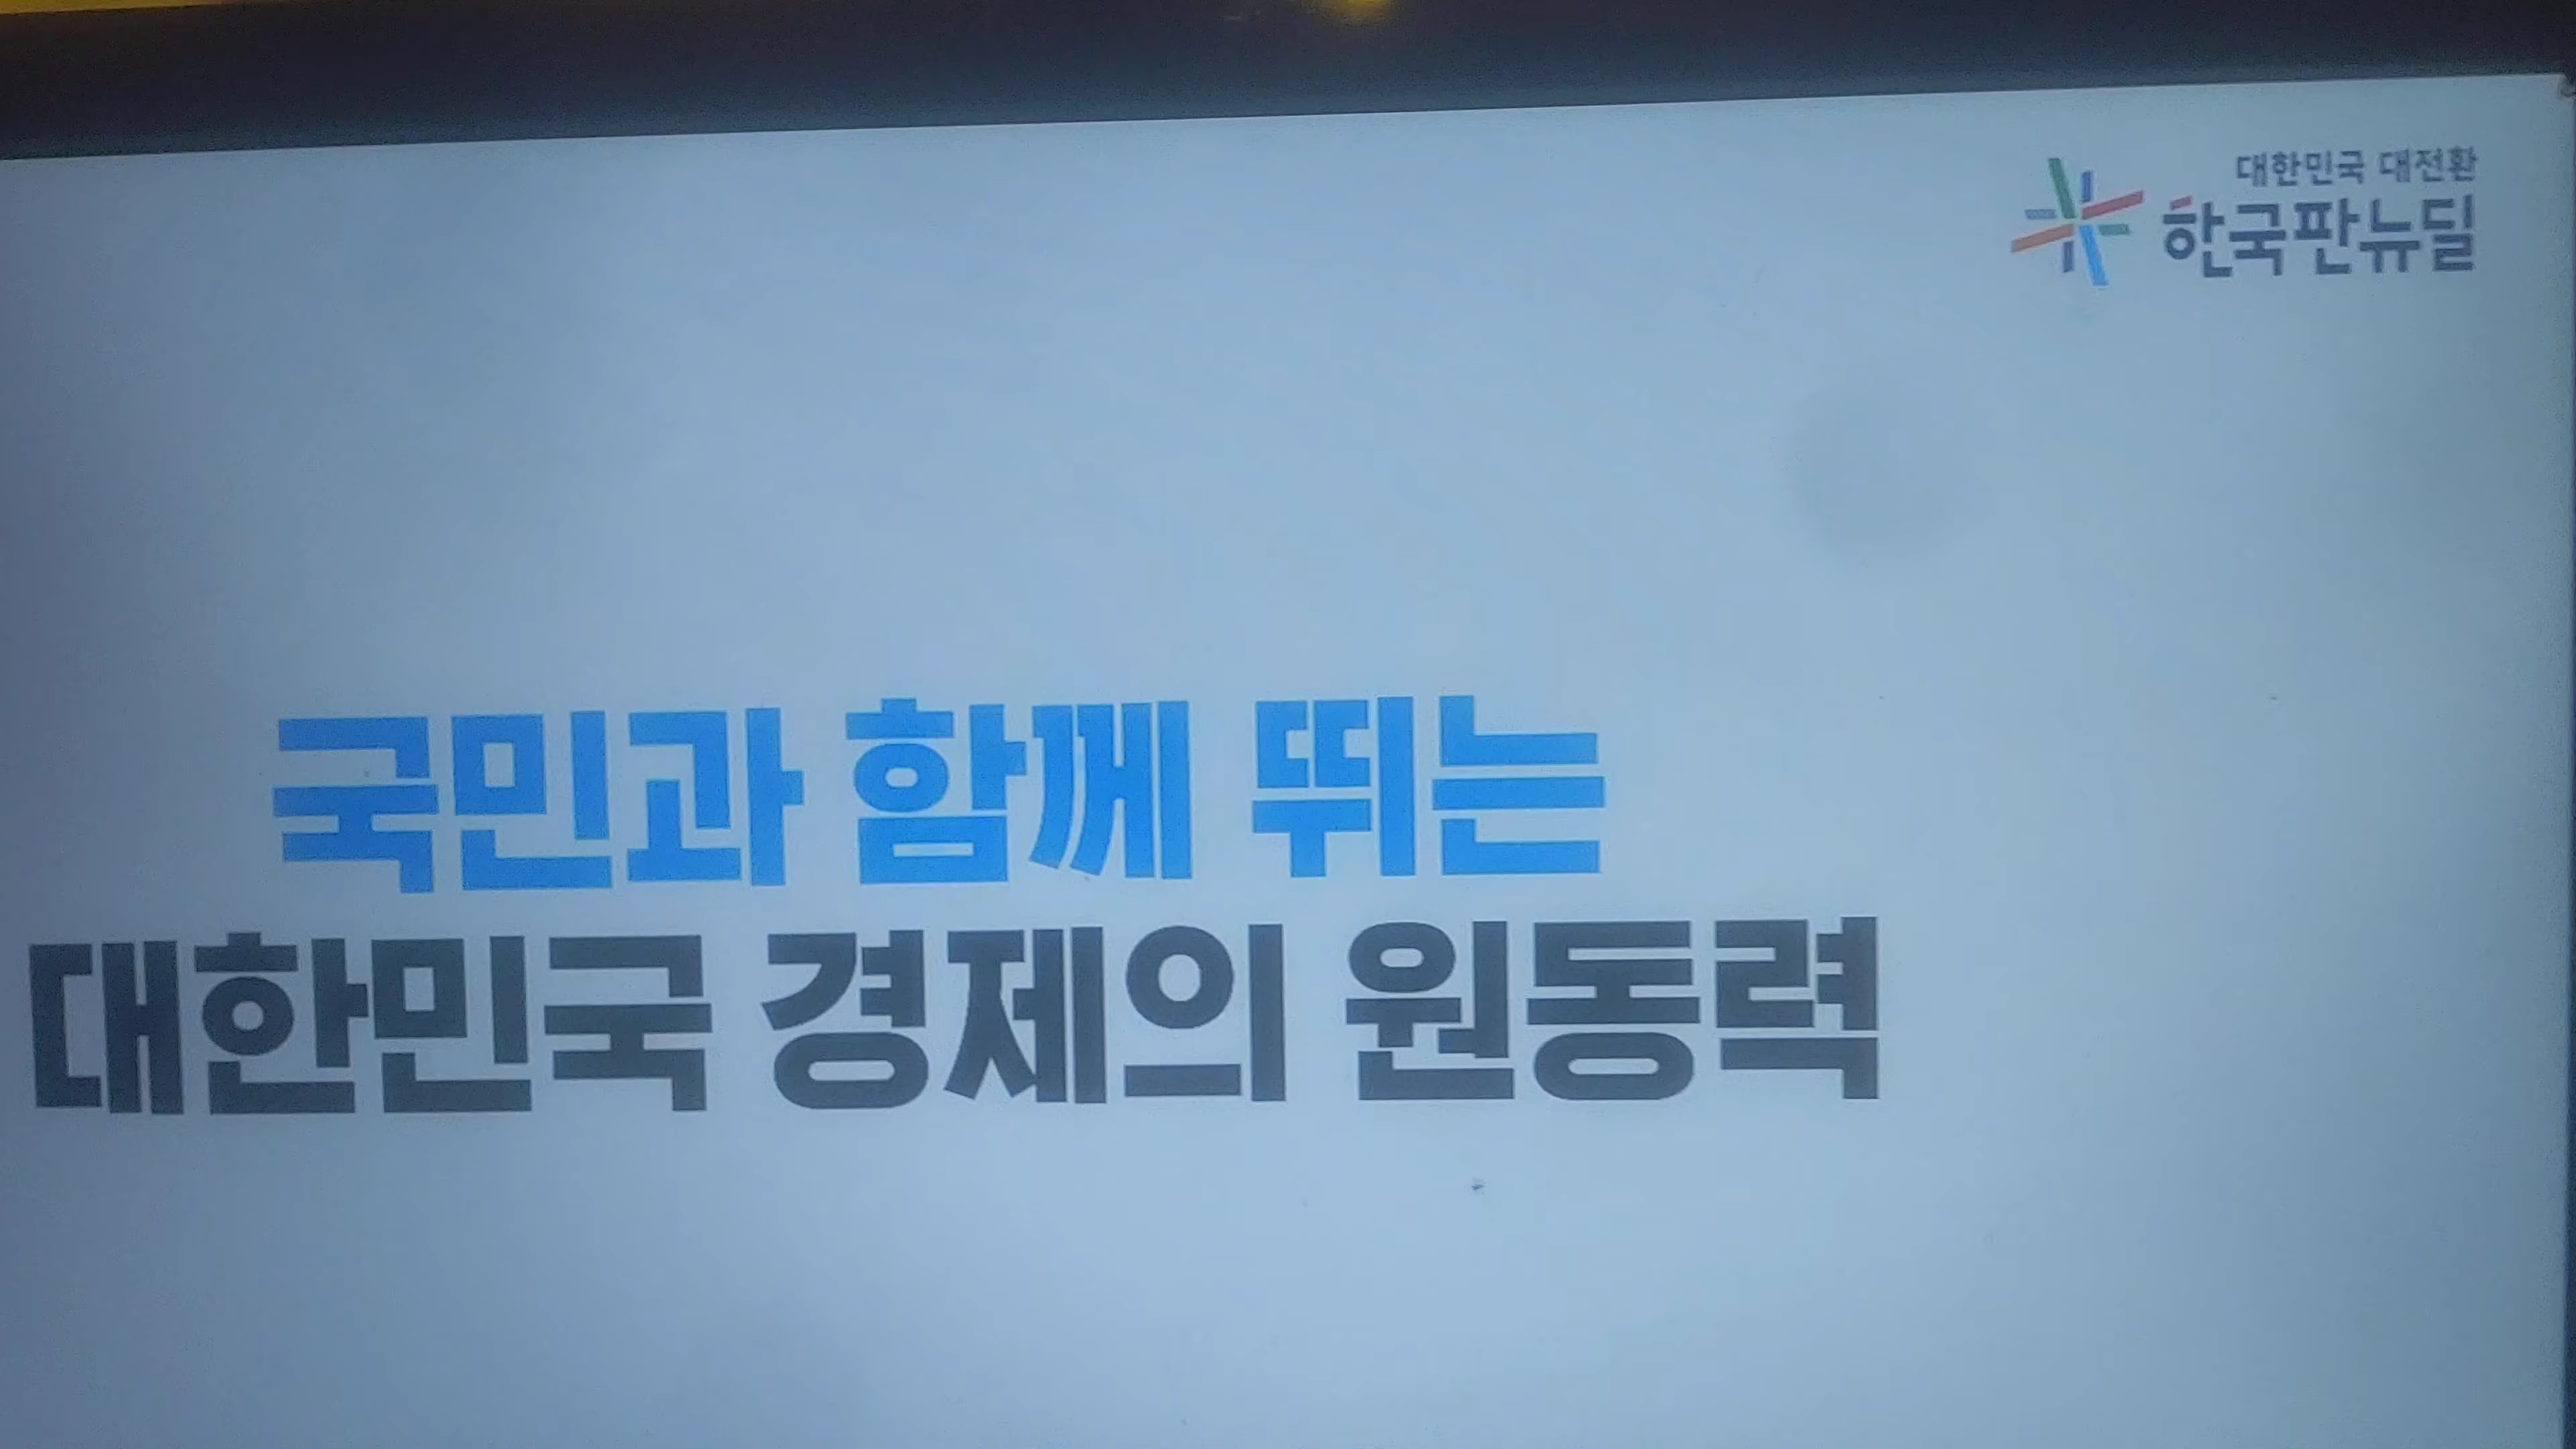 대한민국 대전환
한국판뉴딜
국민과 함께 뛰는
대한민국 경제의 원동력